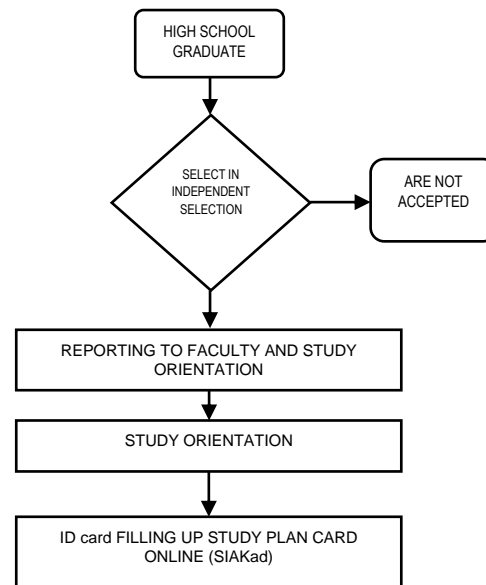 HIGH SCHOOL
GRADUATE
SELECT IN
INDEPENDENT
SELECTION
ARE NOT
ACCEPTED
REPORTING TO FACULTY AND STUDY
ORIENTATION
STUDY ORIENTATION
ID card FILLING UP STUDY PLAN CARD
ONLINE (SIAKad)